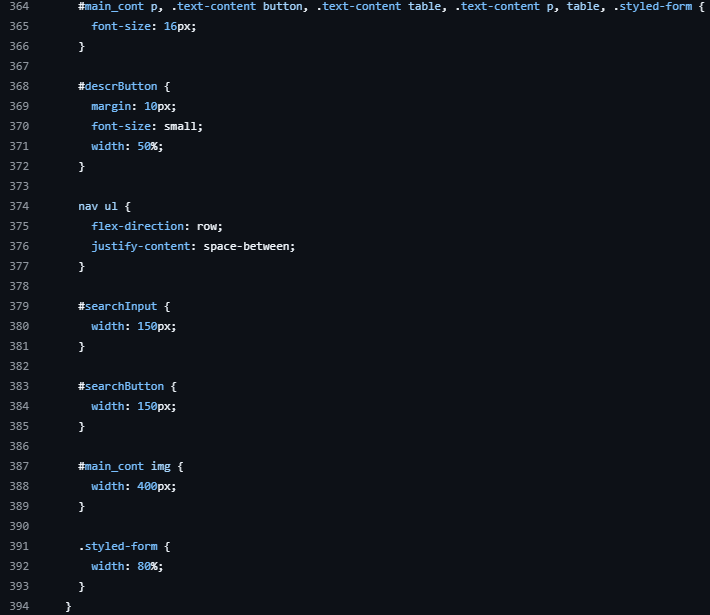 364 #main_cont p, .text-content button, .text-content table, .text-content p, table, .styled-form {
365 font-size: 16px;
366 }
367
368 #descrButton {
369 margin: 10px;
370 font-size: small;
371 width: 50%;
372 }
373
374 nav ul {
375 flex-direction: row;
376 justify-content: space-between;
377 }
378
379 #searchInput {
380 width: 150px;
381 }
382
383 #searchButton {
384 width: 150px;
385 }
386
387 #main_cont img {
388 width: 400px;
389 }
390
391 .styled-form {
392 width: 80%;
393 }
394 }